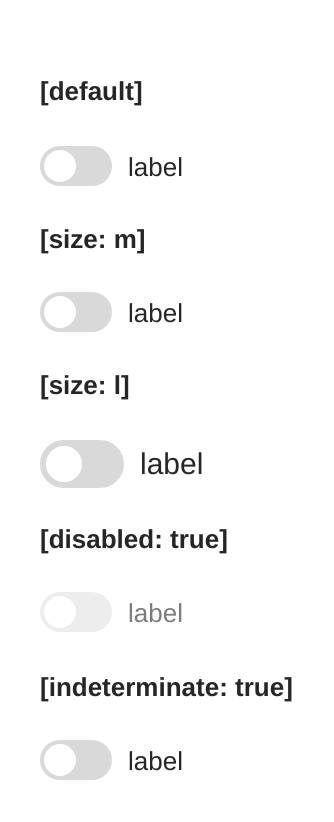 [default]
label
[size: m]
label
[size: l]
label
[disabled: true]
label
[indeterminate: true]
label